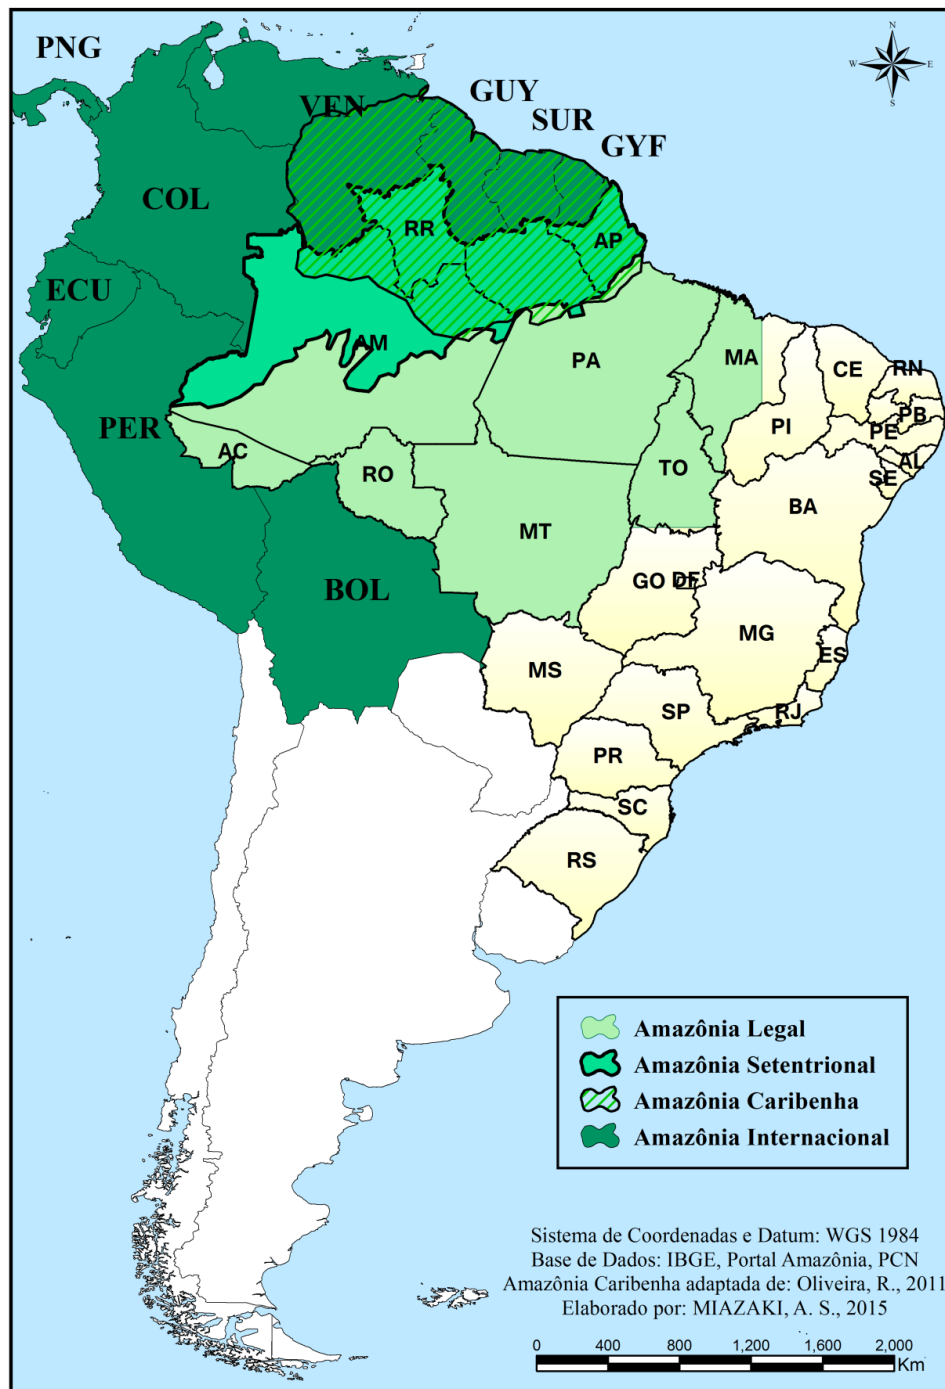 PNG
N
W E
S
VEN
GUY
SUR
GYF
COL
RR
AP
ECU
AM
PA
MA
CE
RN
PB
PE
PI
AL
SE
PER
AC
RO
TO
BA
MT
BOL
GO
DF
MG
ES
MS
SP
RJ
PR
SC
RS
Amazônia Legal
Amazônia Setentrional
Amazônia Caribenha
Amazônia Internacional
Sistema de Coordenadas e Datum: WGS 1984
Base de Dados: IBGE, Portal Amazônia, PCN
Amazônia Caribenha adaptada de: Oliveira, R., 2011
Elaborado por: MIAZAKI, A. S., 2015
0 400 800 1,200 1,600 2,000
Km